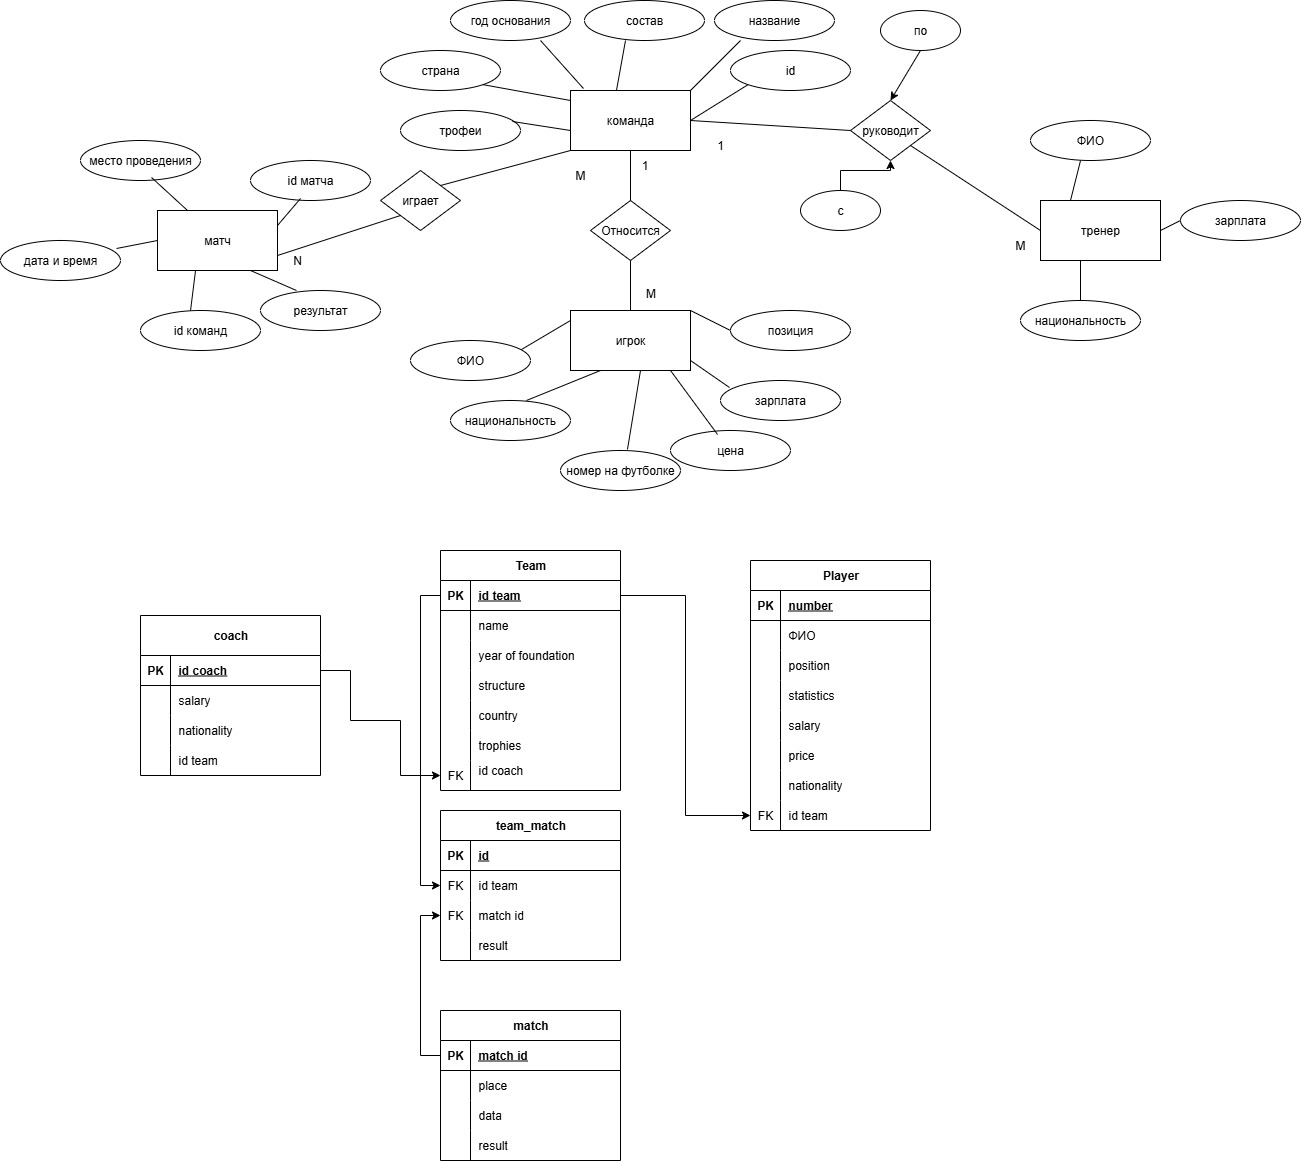 год основания
состав
название
по
страна
id
трофеи
команда
руководит
1
1
ФИО
место проведения
id матча
M
играет
с
зарплата
матч
Относится
тренер
M
дата и время
N
M
id команд
результат
национальность
игрок
позиция
ФИО
зарплата
национальность
цена
номер на футболке
Team
PK id team
name
year of foundation
structure
country
trophies
FK id coach
Player
PK number
ФИО
position
statistics
salary
price
nationality
FK id team
coach
PK id coach
salary
nationality
id team
team_match
PK id
FK id team
FK match id
result
match
PK match id
place
data
result